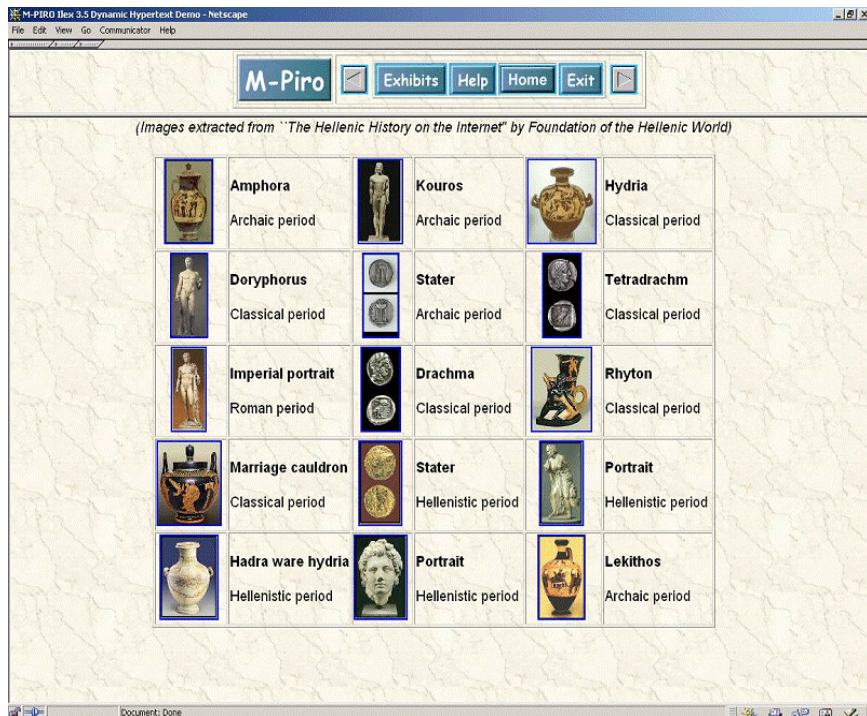 M-PIRO Ilex 3.5 Dynamic Hypertext Demo - Netscape
File Edit View Go Communicator Help
M-Piro Exhibits Help Home Exit
(Images extracted from ``The Hellenic History on the Internet" by Foundation of the Hellenic World)
Amphora
Archaic period
Kouros
Archaic period
Hydria
Classical period
Doryphorus
Classical period
Stater
Archaic period
Tetradrachm
Classical period
Imperial portrait
Roman period
Drachma
Classical period
Rhyton
Classical period
Marriage cauldron
Classical period
Stater
Hellenistic period
Portrait
Hellenistic period
Hadra ware hydria
Hellenistic period
Portrait
Hellenistic period
Lekithos
Archaic period
Document: Done